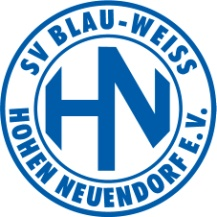 SV BLAU-WEISS
HN
HOHEN NEUENDORF E.V.